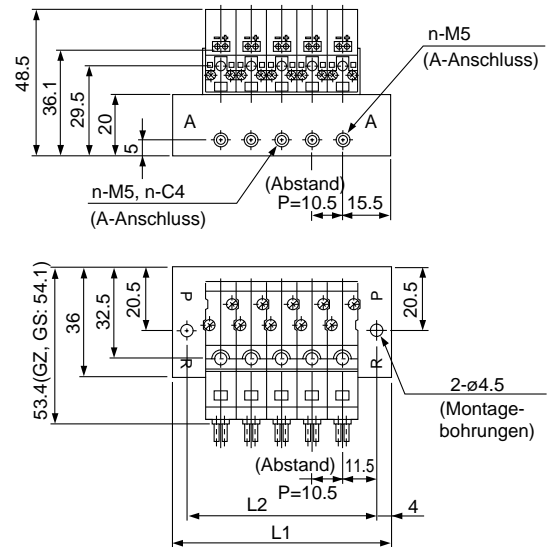 48.5
36.1
29.5
20
5
A
A
n-M5
(A-Anschluss)
n-M5, n-C4
(A-Anschluss)
(Abstand)
P=10.5
15.5
53.4(GZ, GS: 54.1)
36
32.5
20.5
P
R
P
R
20.5
2-ø4.5
(Montage-
bohrungen)
(Abstand)
P=10.5
11.5
L2
4
L1